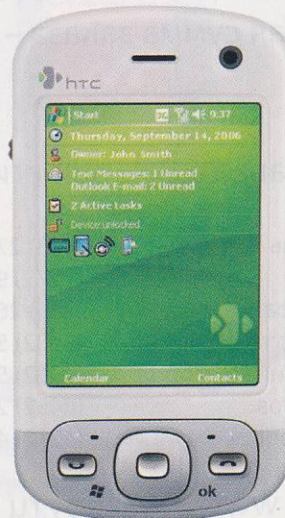 hTC
Start 9:37
Thursday, September 14, 2006
Owner: John Smith
Text Messages: 1 Unread
Outlook E-mail: 2 Unread
2 Active tasks
Device unlocked
Calendar Contacts
ok